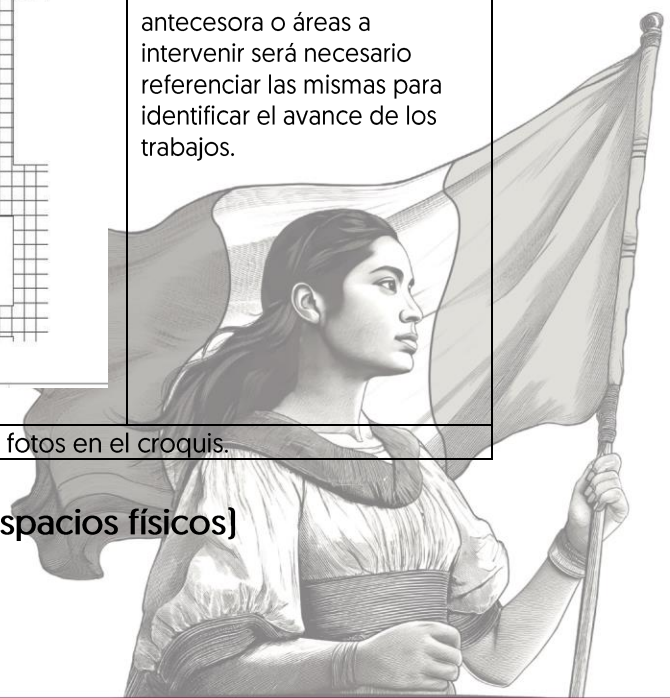 antecesora o áreas a
intervenir será necesario
referenciar las mismas para
identificar el avance de los
trabajos.
fotos en el croquis.
spacios físicos)